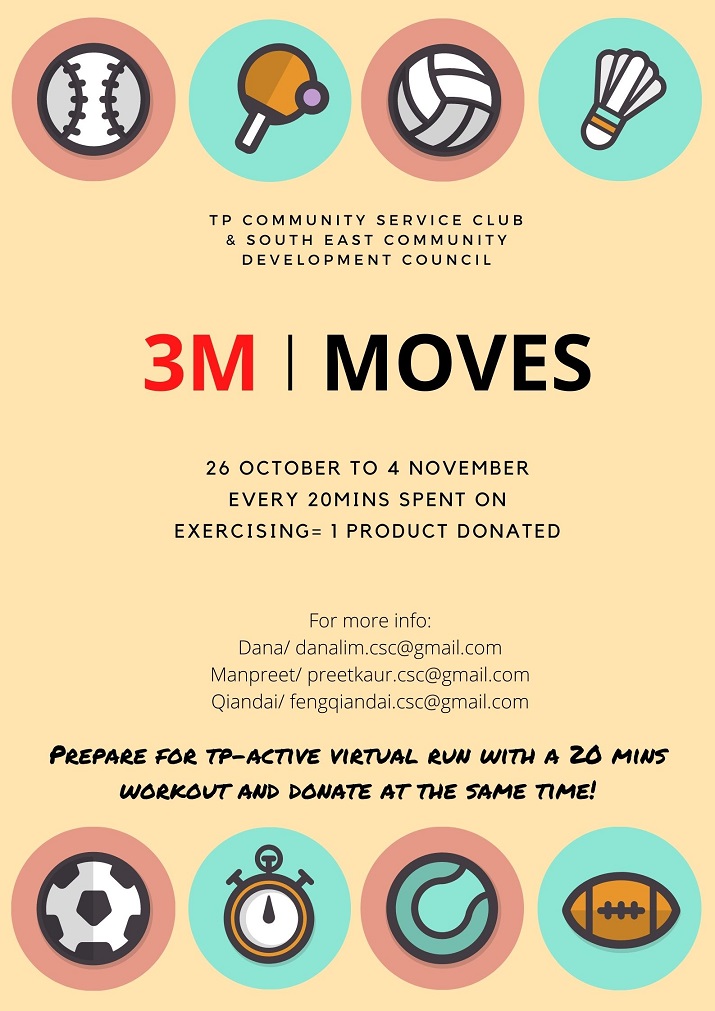 TP COMMUNITY SERVICE CLUB
& SOUTH EAST COMMUNITY
DEVELOPMENT COUNCIL
3M | MOVES
26 OCTOBER TO 4 NOVEMBER
EVERY 20MINS SPENT ON
EXERCISING= 1 PRODUCT DONATED
For more info:
Dana/ danalim.csc@gmail.com
Manpreet/ preetkaur.csc@gmail.com
Qiandai/ fengqiandai.csc@gmail.com
PREPARE FOR TP-ACTIVE VIRTUAL RUN WITH A 20 MINS
WORKOUT AND DONATE AT THE SAME TIME!